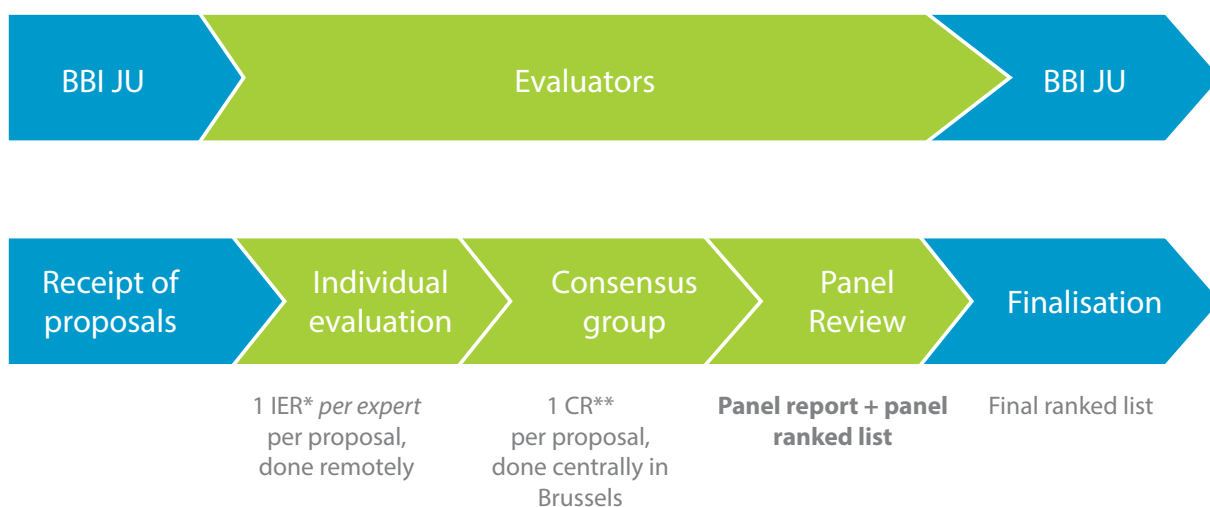 BBI JU
Evaluators
BBI JU
Receipt of
proposals
Individual
evaluation
Consensus
group
Panel
Review
Finalisation
1 IER* per expert
per proposal,
done remotely
1 CR**
per proposal,
done centrally in
Brussels
Panel report + panel
ranked list
Final ranked list